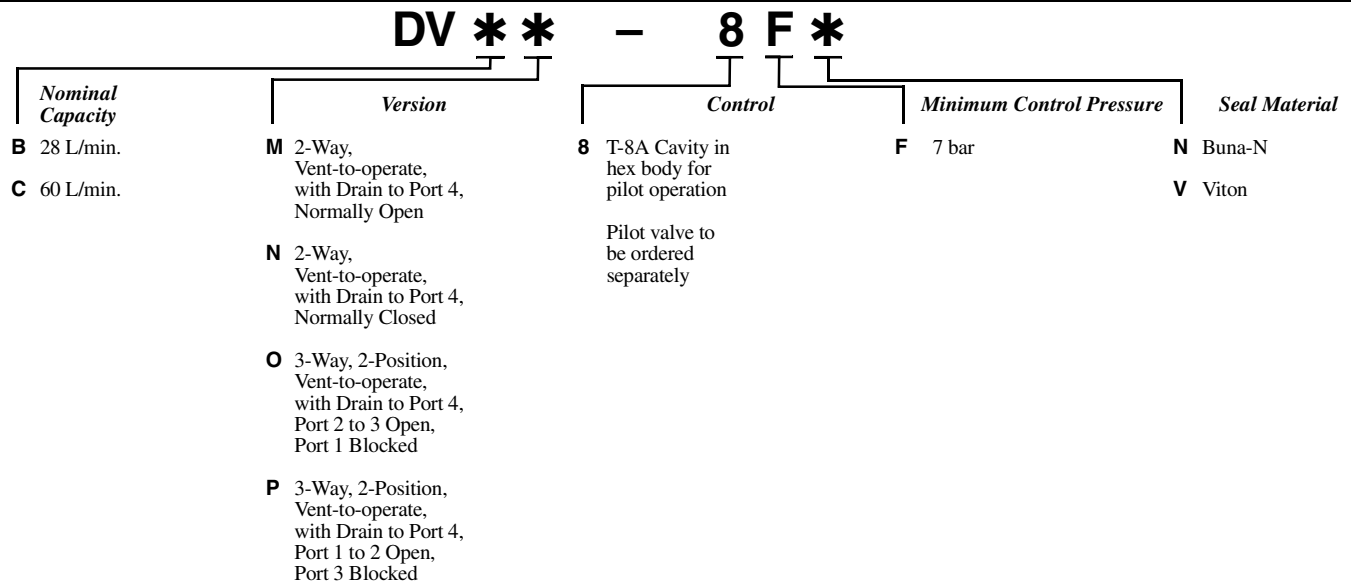 DV ✱ ✱ – 8 F ✱
Nominal
Capacity
B 28 L/min.
C 60 L/min.
Version
M 2-Way,
Vent-to-operate,
with Drain to Port 4,
Normally Open
N 2-Way,
Vent-to-operate,
with Drain to Port 4,
Normally Closed
O 3-Way, 2-Position,
Vent-to-operate,
with Drain to Port 4,
Port 2 to 3 Open,
Port 1 Blocked
P 3-Way, 2-Position,
Vent-to-operate,
with Drain to Port 4,
Port 1 to 2 Open,
Port 3 Blocked
Control
8 T-8A Cavity in
hex body for
pilot operation
Pilot valve to
be ordered
separately
Minimum Control Pressure
F 7 bar
Seal Material
N Buna-N
V Viton